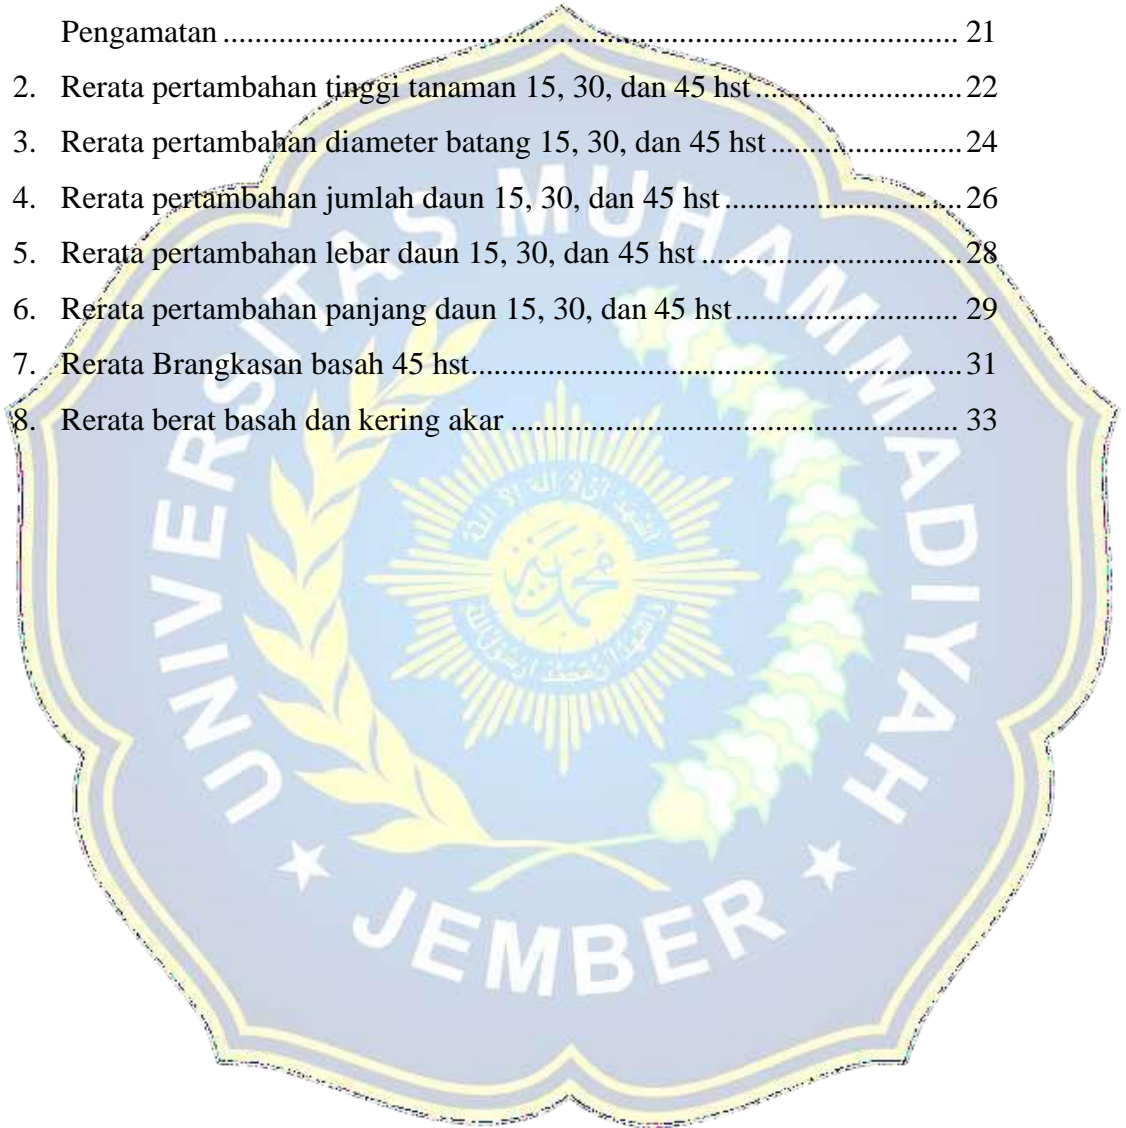 Pengamatan ............................................................................................ 21
2. Rerata pertambahan tinggi tanaman 15, 30, dan 45 hst .......................... 22
3. Rerata pertambahan diameter batang 15, 30, dan 45 hst ........................ 24
4. Rerata pertambahan jumlah daun 15, 30, dan 45 hst .............................. 26
5. Rerata pertambahan lebar daun 15, 30, dan 45 hst ................................. 28
6. Rerata pertambahan panjang daun 15, 30, dan 45 hst ............................ 29
7. Rerata Brangkasan basah 45 hst .............................................................. 31
8. Rerata berat basah dan kering akar ........................................................ 33
UNIVERSITAS MUHAMMADIYAH
JEMBER